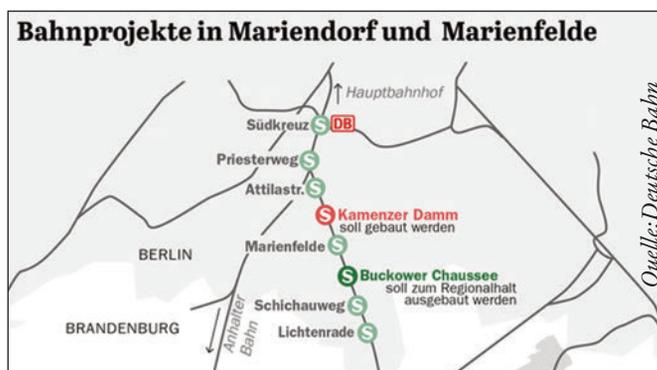 Bahnprojekte in Mariendorf und Marienfelde
Hauptbahnhof
Südkreuz S DB
Priesterweg S
Attilastr. S
S Kamenzer Damm
soll gebaut werden
BERLIN
Marienfelde S
S Buckower Chaussee
soll zum Regionalhalt
ausgebaut werden
Schichauweg S
BRANDENBURG
Anhalter
Bahn
Lichtenrade S
Quelle: Deutsche Bahn